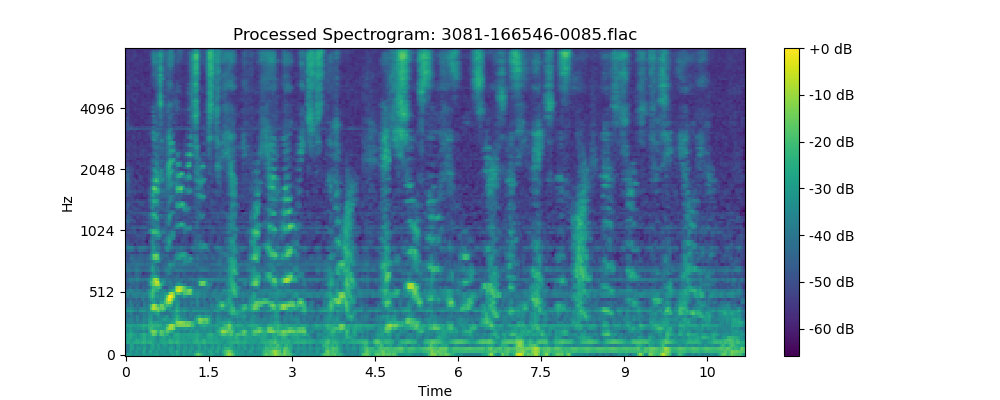 Processed Spectrogram: 3081-166546-0085.flac
Hz
4096
2048
1024
512
0
0 1.5 3 4.5 6 7.5 9 10
Time
+0 dB
-10 dB
-20 dB
-30 dB
-40 dB
-50 dB
-60 dB